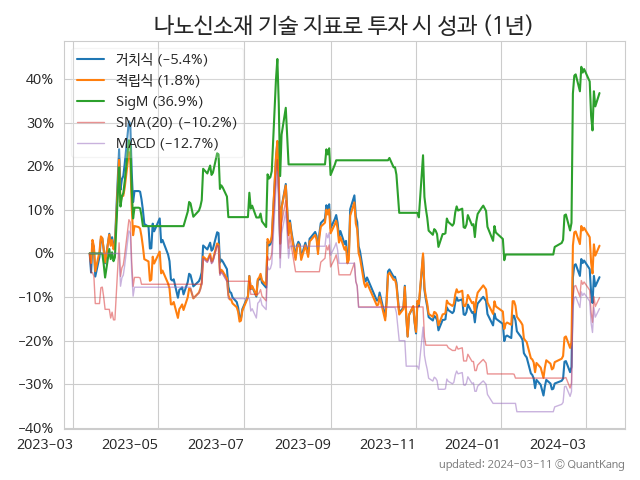 나노신소재 기술 지표로 투자 시 성과 (1년)
거치식 (−5.4%)
적립식 (1.8%)
SigM (36.9%)
SMA(20) (−10.2%)
MACD (−12.7%)
40%
30%
20%
10%
0%
−10%
−20%
−30%
−40%
2023−03 2023−05 2023−07 2023−09 2023−11 2024−01 2024−03
updated: 2024−03−11 © QuantKang